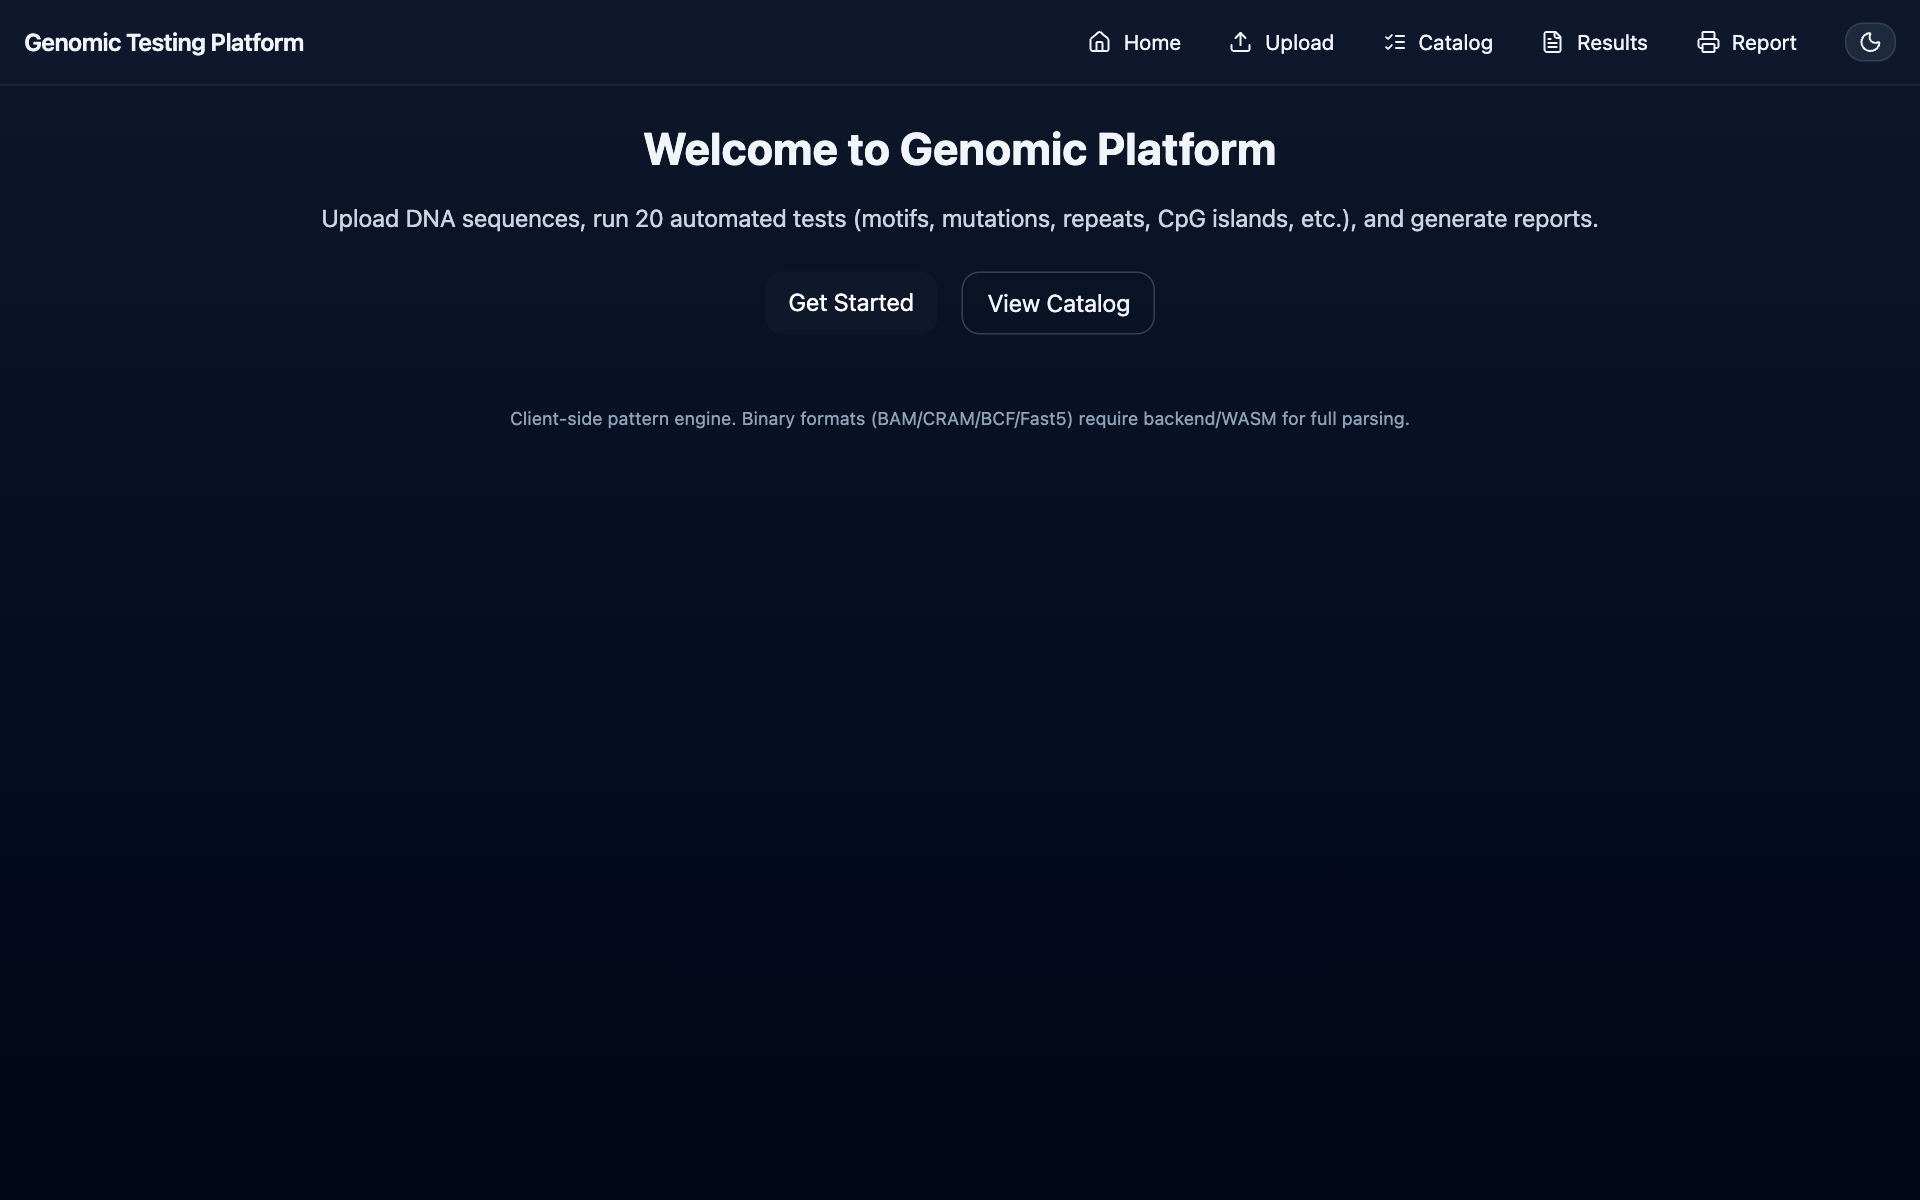 Genomic Testing Platform
Home
Upload
Catalog
Results
Report
Welcome to Genomic Platform
Upload DNA sequences, run 20 automated tests (motifs, mutations, repeats, CpG islands, etc.), and generate reports.
Get Started
View Catalog
Client-side pattern engine. Binary formats (BAM/CRAM/BCF/Fast5) require backend/WASM for full parsing.